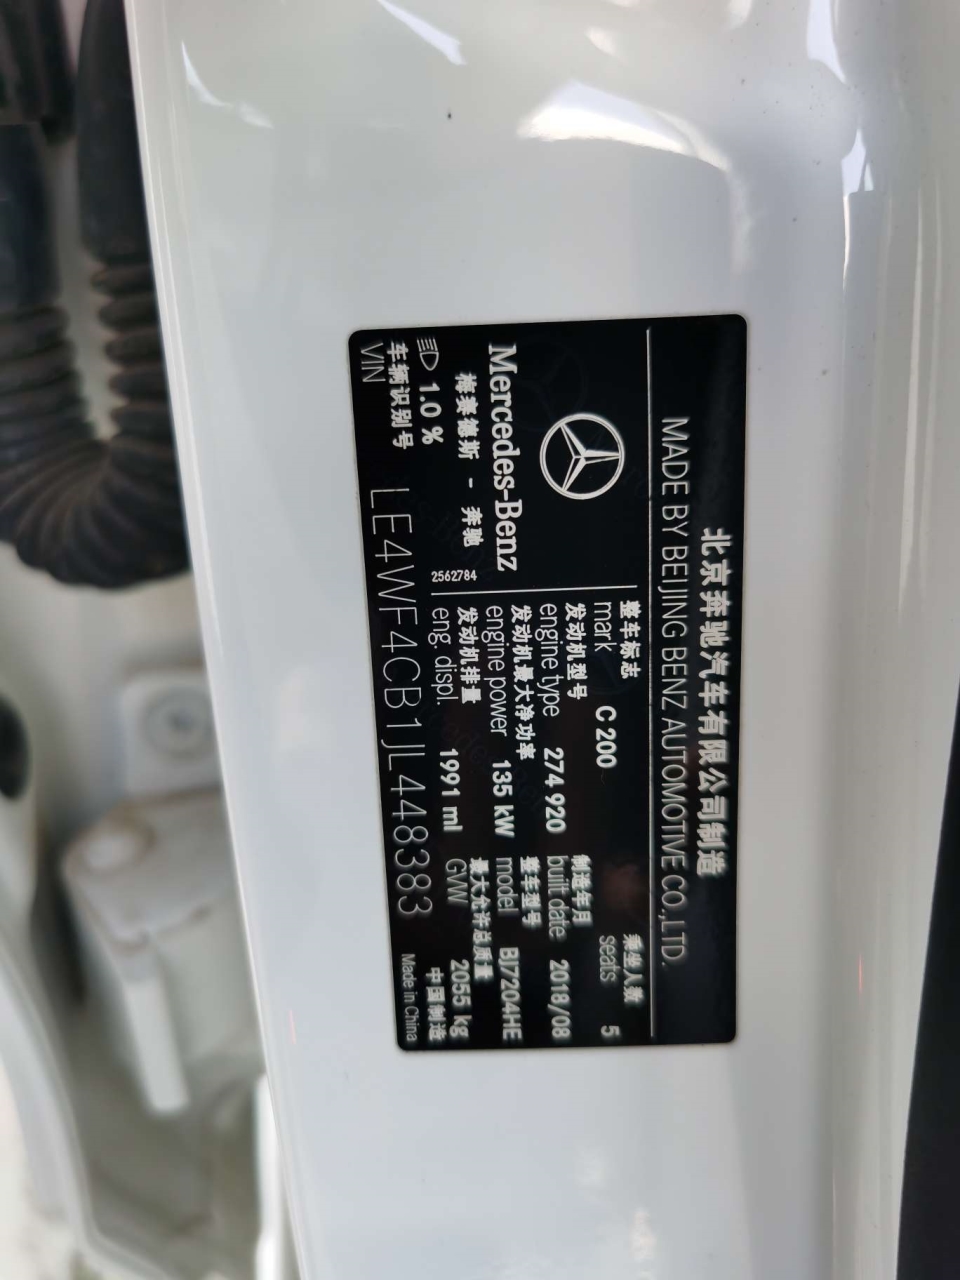 北京奔驰汽车有限公司制造
MADE BY BEIJING BENZ AUTOMOTIVE CO.,LTD.
Mercedes-Benz
梅赛德斯 - 奔驰
1.0 %
2562784
整车标志
mark C 200
乘坐人数
seats 5
发动机型号
engine type 274 920
制造年月
built date 2018/08
发动机最大净功率
engine power 135 kW
整车型号
model BJ7204HE
发动机排量
eng. displ. 1991 ml
最大允许总质量
GVW 2055 kg
车辆识别号
VIN LE4WF4CB1JL448383
中国制造
Made in China